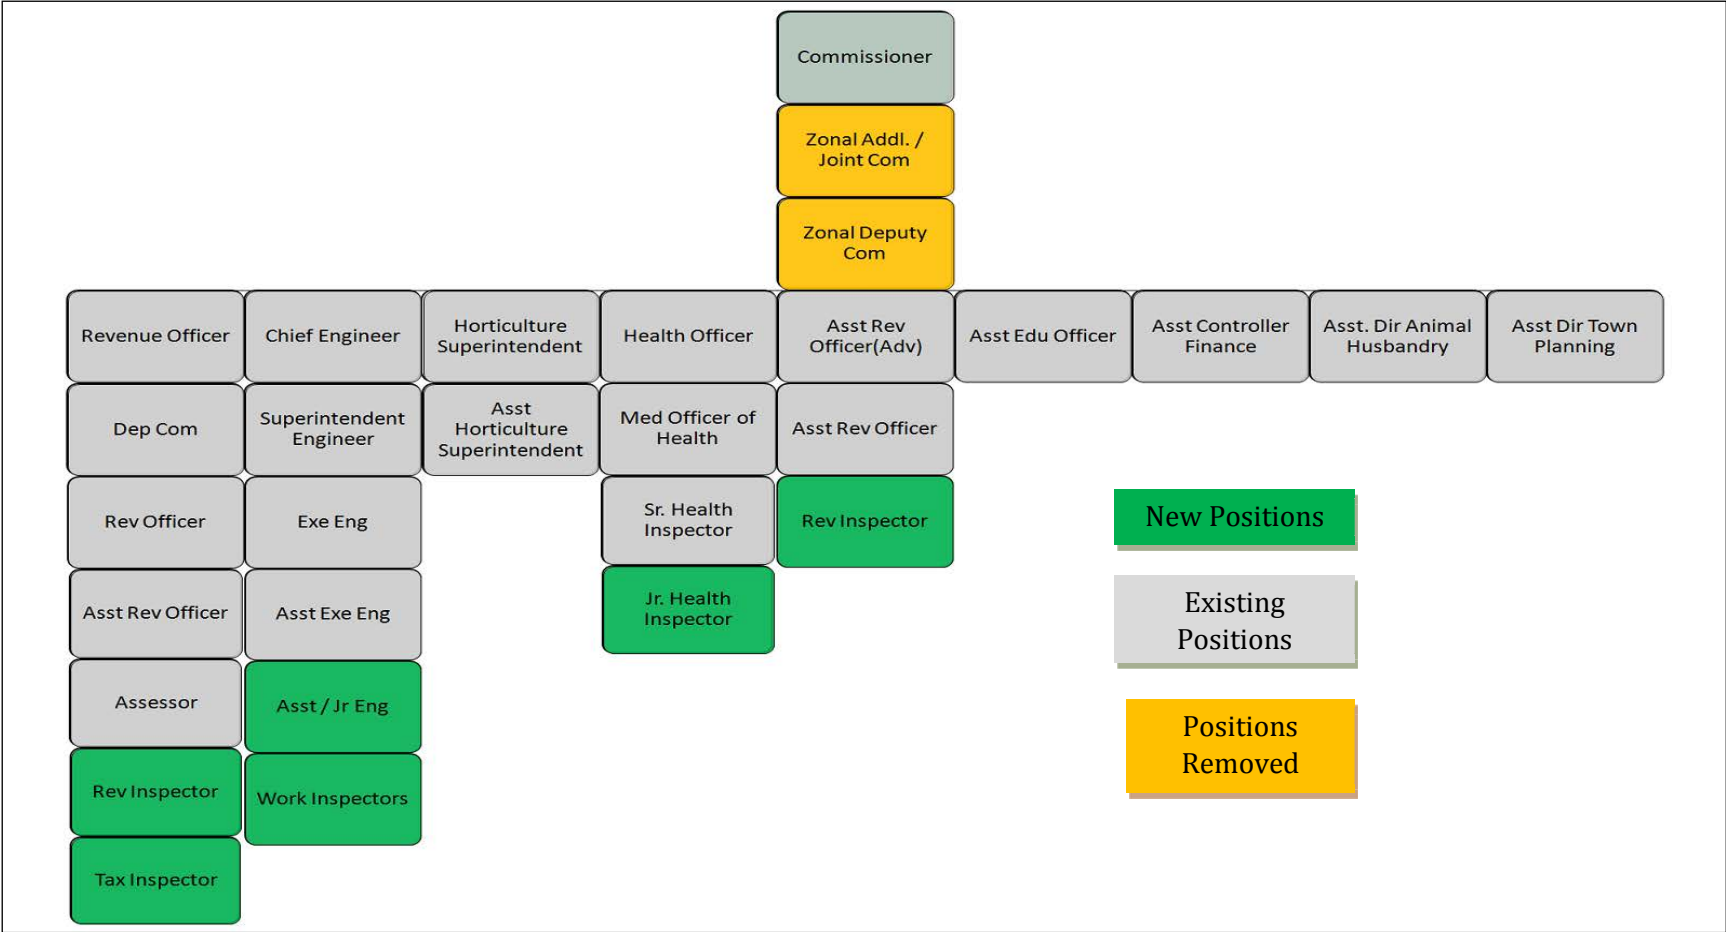 Commissioner
Zonal Addl. /
Joint Com
Zonal Deputy
Com
Revenue Officer
Chief Engineer
Horticulture
Superintendent
Health Officer
Asst Rev
Officer(Adv)
Asst Edu Officer
Asst Controller
Finance
Asst. Dir Animal
Husbandry
Asst Dir Town
Planning
Dep Com
Superintendent
Engineer
Asst
Horticulture
Superintendent
Med Officer of
Health
Asst Rev Officer
Rev Officer
Exe Eng
Sr. Health
Inspector
Rev Inspector
Asst Rev Officer
Asst Exe Eng
Jr. Health
Inspector
Assessor
Asst / Jr Eng
Rev Inspector
Work Inspectors
Tax Inspector
New Positions
Existing
Positions
Positions
Removed